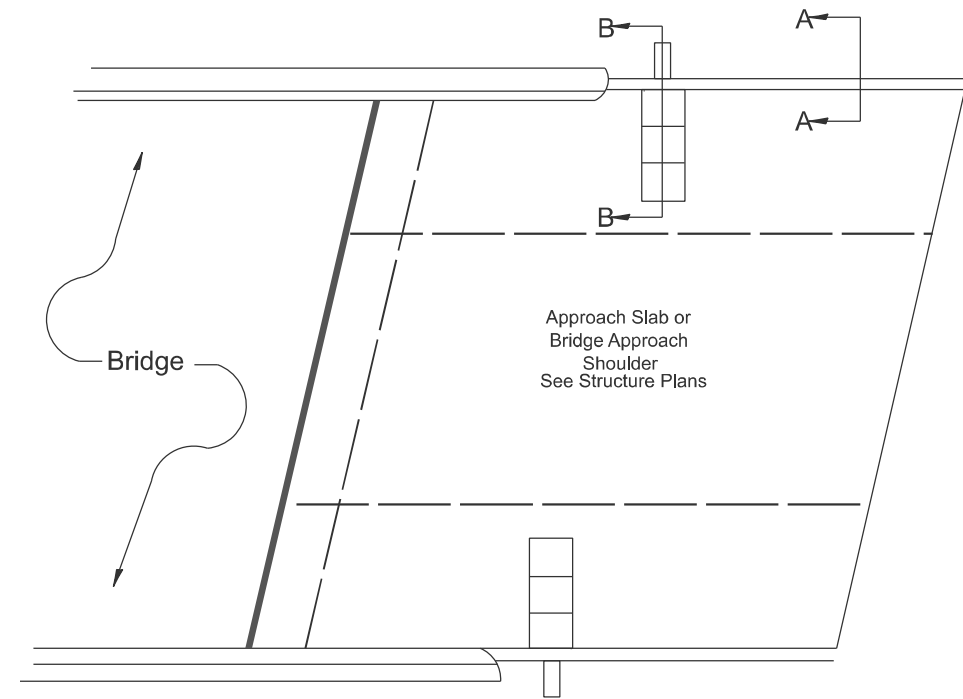 B
A
A
B
Approach Slab or
Bridge Approach
Shoulder
See Structure Plans
Bridge